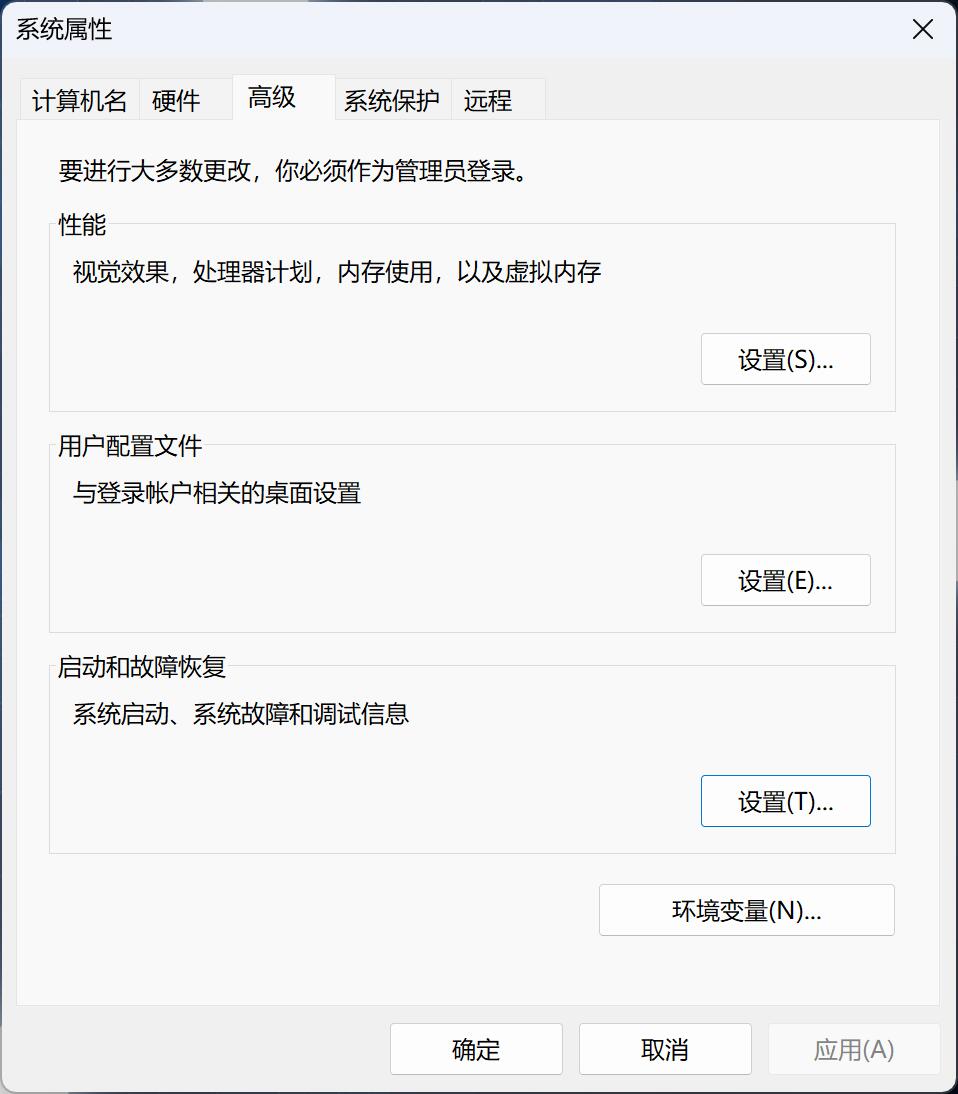 系统属性
计算机名 硬件 高级 系统保护 远程
要进行大多数更改，你必须作为管理员登录。
性能
视觉效果，处理器计划，内存使用，以及虚拟内存
设置(S)...
用户配置文件
与登录帐户相关的桌面设置
设置(E)...
启动和故障恢复
系统启动、系统故障和调试信息
设置(T)...
环境变量(N)...
确定 取消 应用(A)